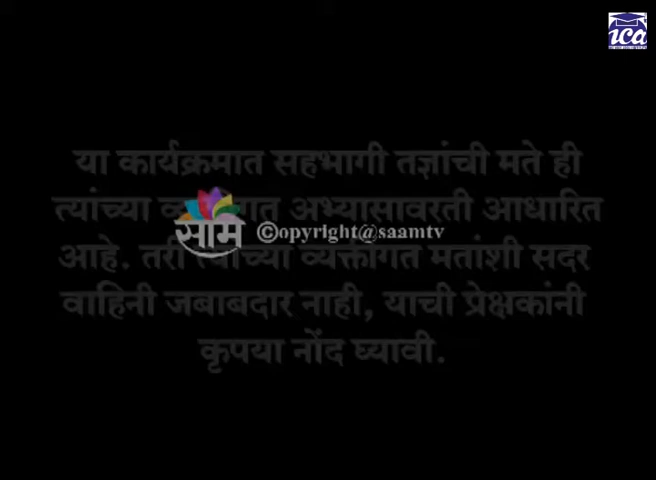 ica
या कार्यक्रमात सहभागी तज्ञांची मते ही
त्यांच्या अभ्यासावरती आधारित
साम ©opyright@saamtv
आहे. तरी त्यांच्या व्यक्तीगत मतांशी सदर
वाहिनी जबाबदार नाही, याची प्रेक्षकांनी
कृपया नोंद घ्यावी.